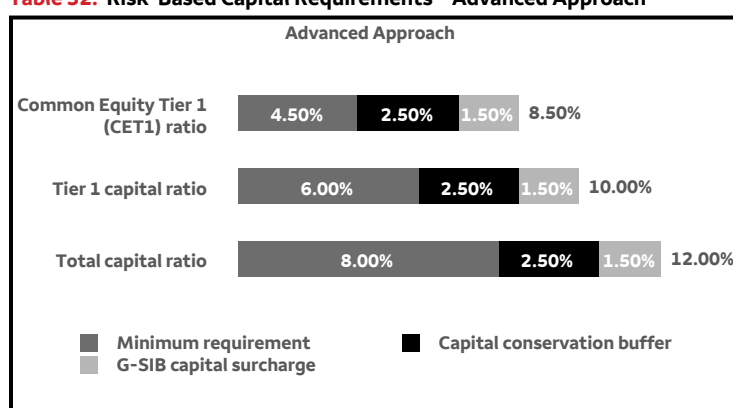 Table 32: Risk-Based Capital Requirements – Advanced Approach
Advanced Approach
Common Equity Tier 1
(CET1) ratio
4.50% 2.50% 1.50% 8.50%
Tier 1 capital ratio
6.00% 2.50% 1.50% 10.00%
Total capital ratio
8.00% 2.50% 1.50% 12.00%
Minimum requirement
Capital conservation buffer
G-SIB capital surcharge